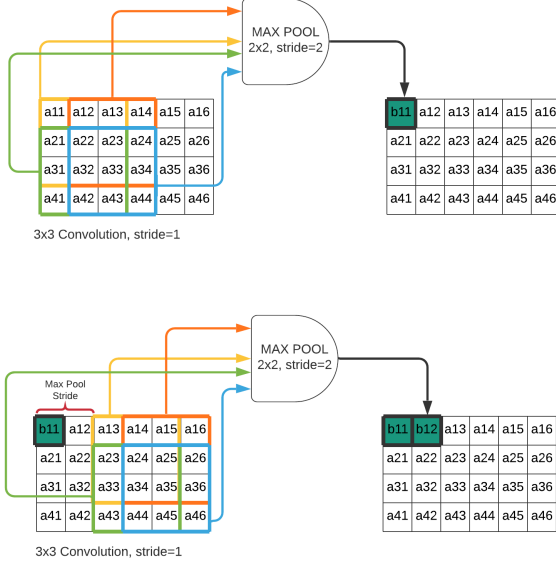 MAX POOL
2x2, stride=2
a11 a12 a13 a14 a15 a16
a21 a22 a23 a24 a25 a26
a31 a32 a33 a34 a35 a36
a41 a42 a43 a44 a45 a46
3x3 Convolution, stride=1
b11 a12 a13 a14 a15 a16
a21 a22 a23 a24 a25 a26
a31 a32 a33 a34 a35 a36
a41 a42 a43 a44 a45 a46
MAX POOL
2x2, stride=2
Max Pool
Stride
b11 a12 a13 a14 a15 a16
a21 a22 a23 a24 a25 a26
a31 a32 a33 a34 a35 a36
a41 a42 a43 a44 a45 a46
3x3 Convolution, stride=1
b11 b12 a13 a14 a15 a16
a21 a22 a23 a24 a25 a26
a31 a32 a33 a34 a35 a36
a41 a42 a43 a44 a45 a46